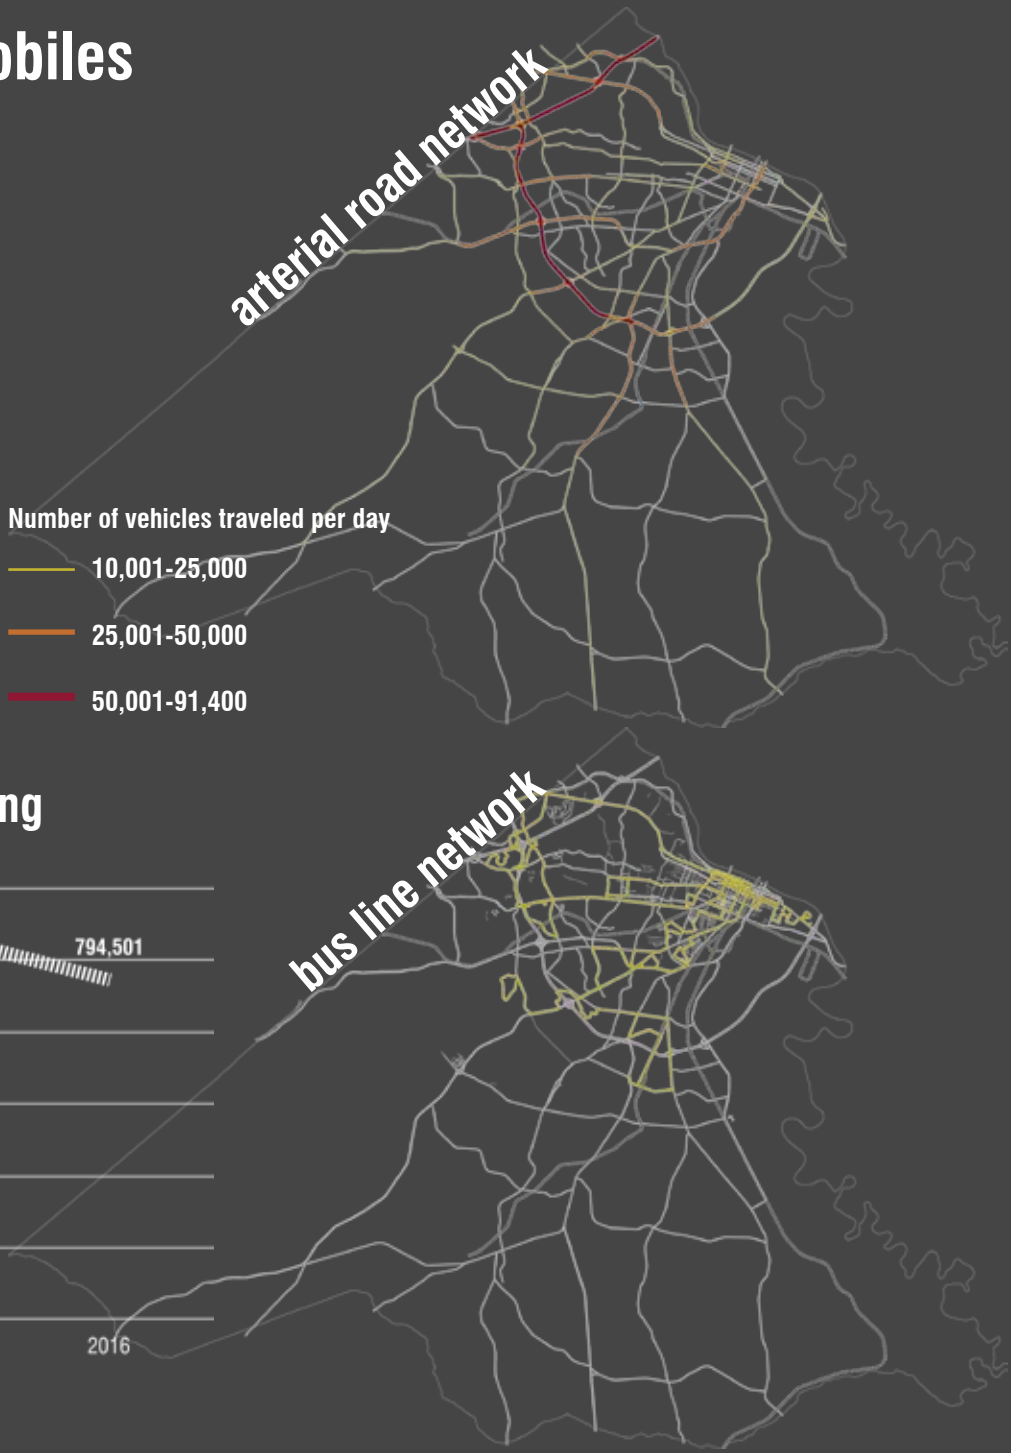 obiles
arterial road network
Number of vehicles traveled per day
10,001-25,000
25,001-50,000
50,001-91,400
ng
bus line network
794,501
2016